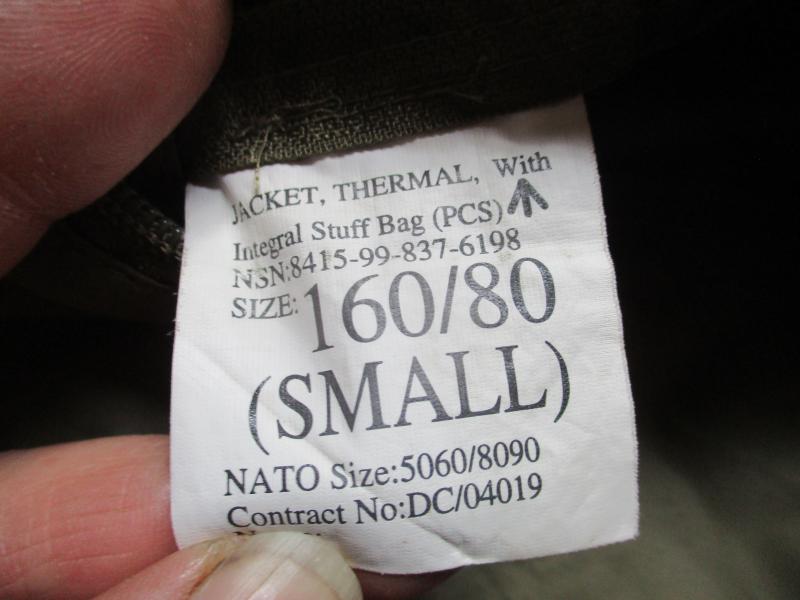 JACKET, THERMAL, With
Integral Stuff Bag (PCS)
NSN:8415-99-837-6198
SIZE:160/80
(SMALL)
NATO Size:5060/8090
Contract No:DC/04019